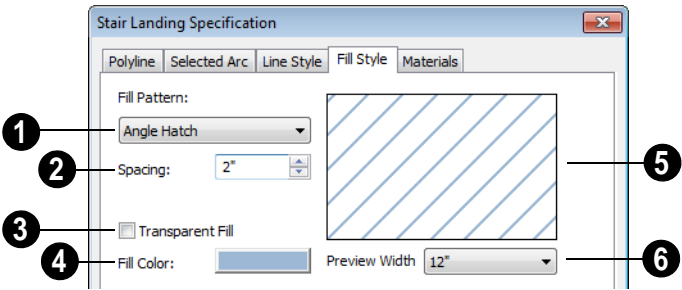 Stair Landing Specification
Polyline Selected Arc Line Style Fill Style Materials
Fill Pattern:
1 Angle Hatch
2 Spacing: 2"
5
3 Transparent Fill
4 Fill Color: Preview Width 12" 6